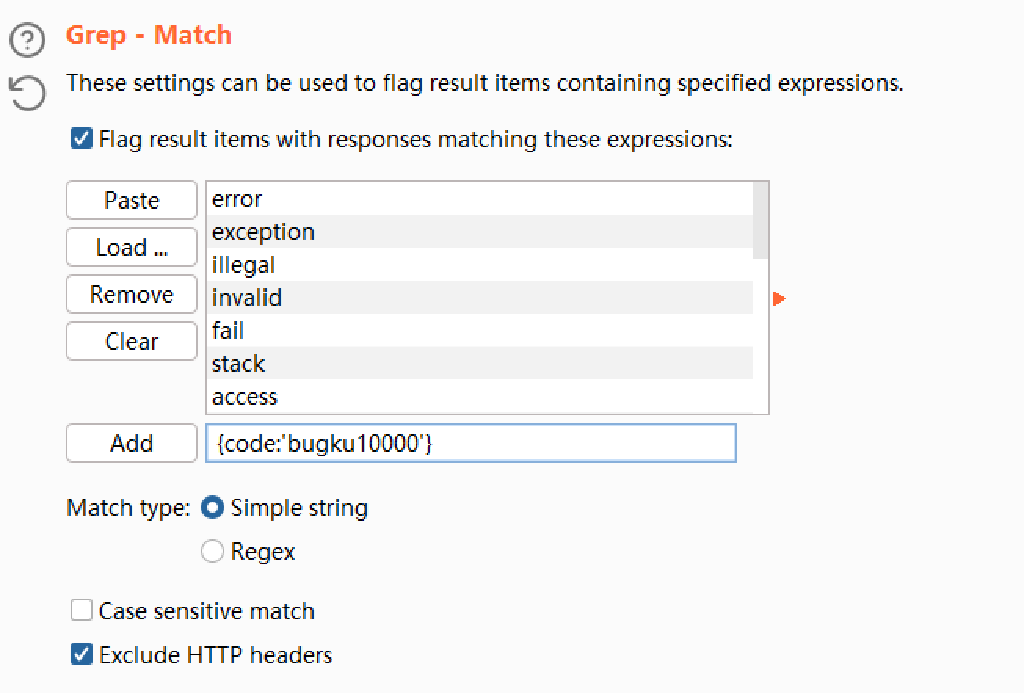 Grep - Match
These settings can be used to flag result items containing specified expressions.
Flag result items with responses matching these expressions:
Paste
Load ...
Remove
Clear
error
exception
illegal
invalid
fail
stack
access
Add
{code:'bugku10000'}
Match type:
Simple string
Regex
Case sensitive match
Exclude HTTP headers